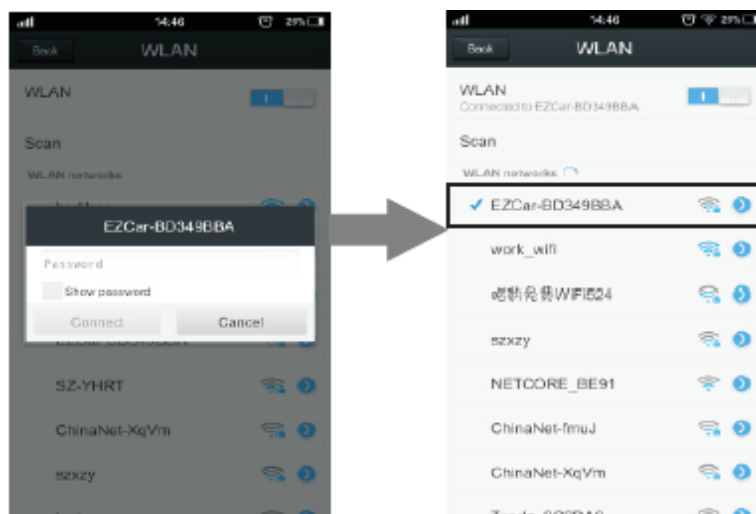 14:46
29%
Back
WLAN
WLAN
Scan
WLAN networks
EZCar-BD349BBA
Password
Show password
Connect
Cancel
SZ-YHRT
ChinaNet-XqVm
szxzy
14:46
29%
Back
WLAN
WLAN
Connected to EZCar-BD349BBA
Scan
WLAN networks
EZCar-BD349BBA
work_wifi
WIFI524
szxzy
NETCORE_BE91
ChinaNet-fmuJ
ChinaNet-XqVm